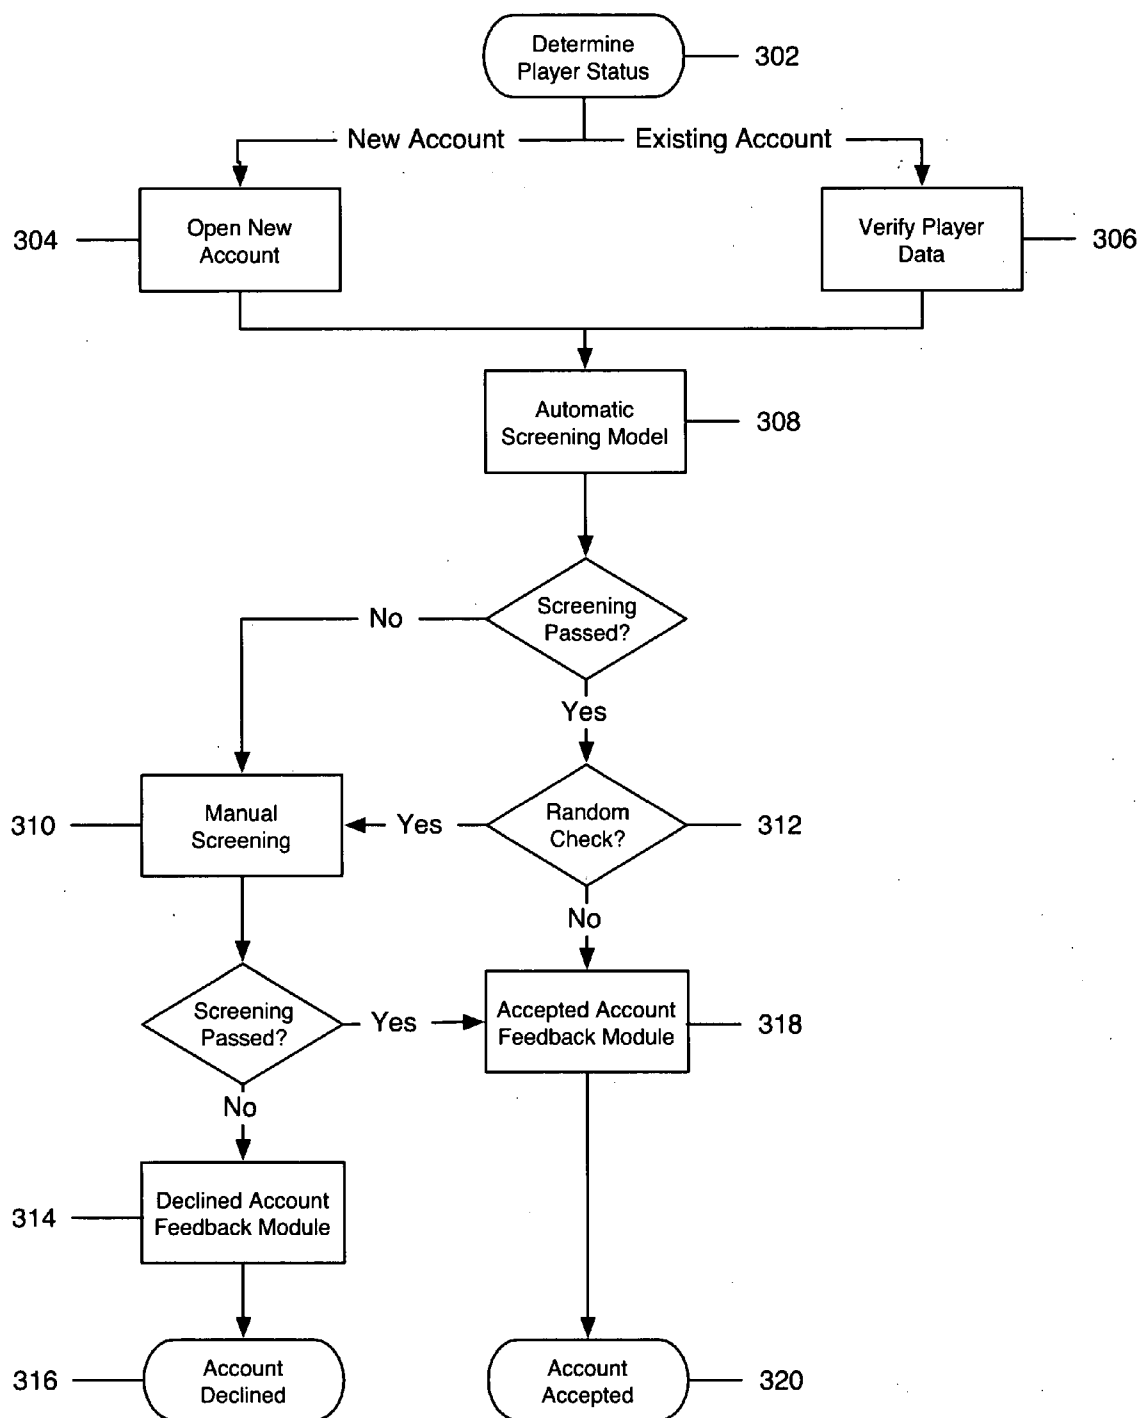 Determine
Player Status
302
New Account
Existing Account
304
Open New
Account
Verify Player
Data
306
Automatic
Screening Model
308
No
Screening
Passed?
Yes
310
Manual
Screening
Yes
Random
Check?
312
No
Screening
Passed?
Yes
Accepted Account
Feedback Module
318
No
314
Declined Account
Feedback Module
316
Account
Declined
Account
Accepted
320